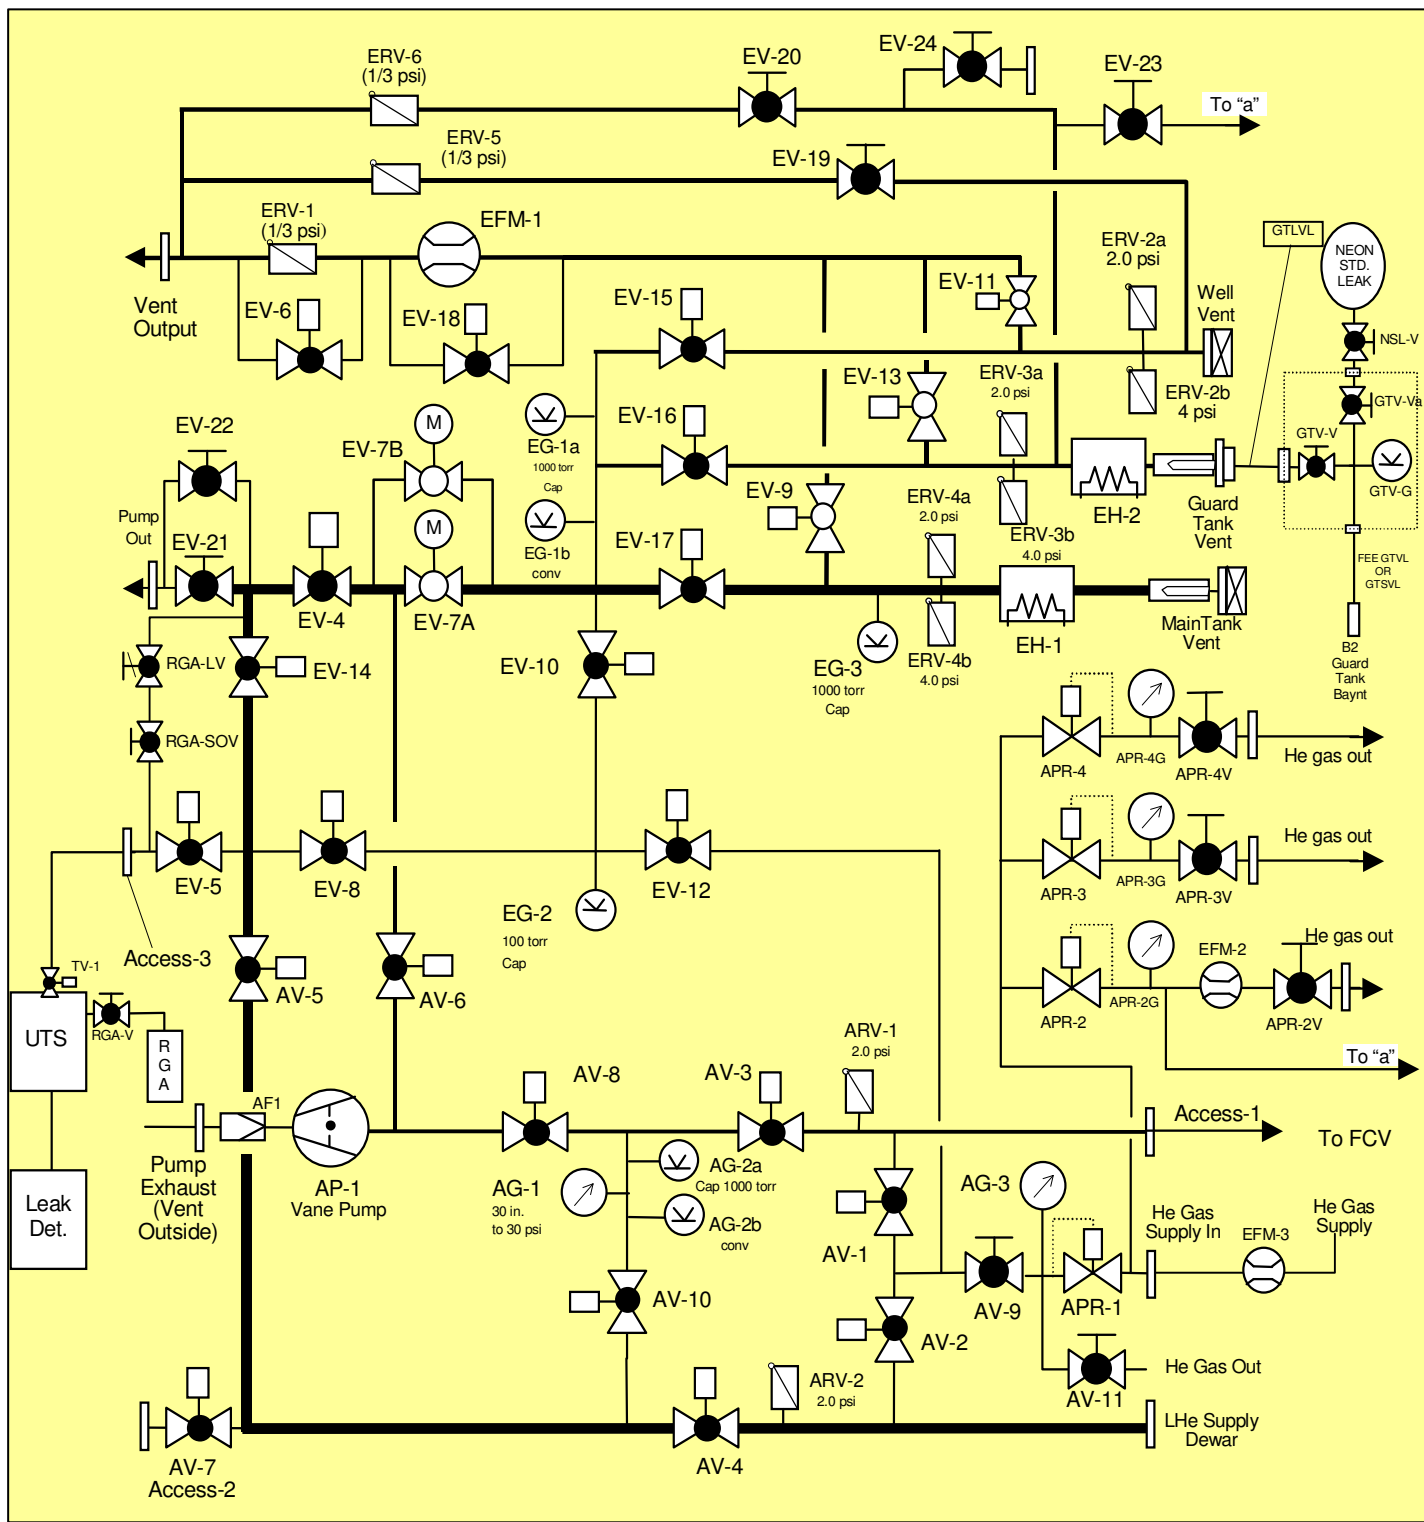 EV-24
ERV-6
(1/3 psi)
EV-20
EV-23
To “a”
ERV-5
(1/3 psi)
EV-19
ERV-1
(1/3 psi)
EFM-1
GTLVL
NEON
STD.
LEAK
ERV-2a
2.0 psi
Vent
Output
EV-6
EV-18
EV-15
EV-11
Well
Vent
NSL-V
EV-13
ERV-3a
2.0 psi
ERV-2b
4 psi
GTV-Va
EV-22
M
EV-7B
EG-1a
1000 torr
Cap
EV-16
GTV-V
GTV-G
EV-9
ERV-4a
2.0 psi
EH-2
Guard
Tank
Vent
Pump
Out
EV-21
M
EG-1b
conv
EV-17
ERV-3b
4.0 psi
FEE GTVL
OR
GTSVL
EV-4
EV-7A
EH-1
MainTank
Vent
RGA-LV
EV-14
EV-10
EG-3
1000 torr
Cap
ERV-4b
4.0 psi
B2
Guard
Tank
Baynt
RGA-SOV
APR-4
APR-4G
APR-4V
He gas out
EV-5
EV-8
EV-12
APR-3
APR-3G
APR-3V
He gas out
EG-2
100 torr
Cap
Access-3
TV-1
AV-5
AV-6
EFM-2
He gas out
APR-2
APR-2G
APR-2V
UTS
RGA-V
R
G
A
ARV-1
2.0 psi
To “a”
AV-8
AV-3
AF1
Access-1
To FCV
Pump
Exhaust
(Vent
Outside)
AP-1
Vane Pump
AG-1
30 in.
to 30 psi
AG-2a
Cap 1000 torr
AG-2b
conv
AG-3
Leak
Det.
AV-1
He Gas
Supply In
EFM-3
He Gas
Supply
AV-10
AV-9
APR-1
AV-2
ARV-2
2.0 psi
AV-11
He Gas Out
AV-7
Access-2
AV-4
LHe Supply
Dewar